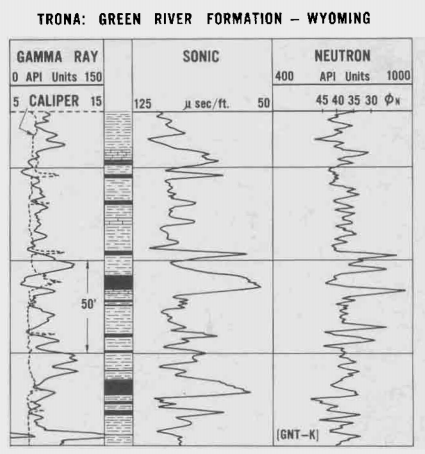 TRONA: GREEN RIVER FORMATION – WYOMING
GAMMA RAY
0 API Units 150
5 CALIPER 15
SONIC
125 µ sec/ft. 50
NEUTRON
400 API Units 1000
45 40 35 30 ϕN
50'
[GNT–K]